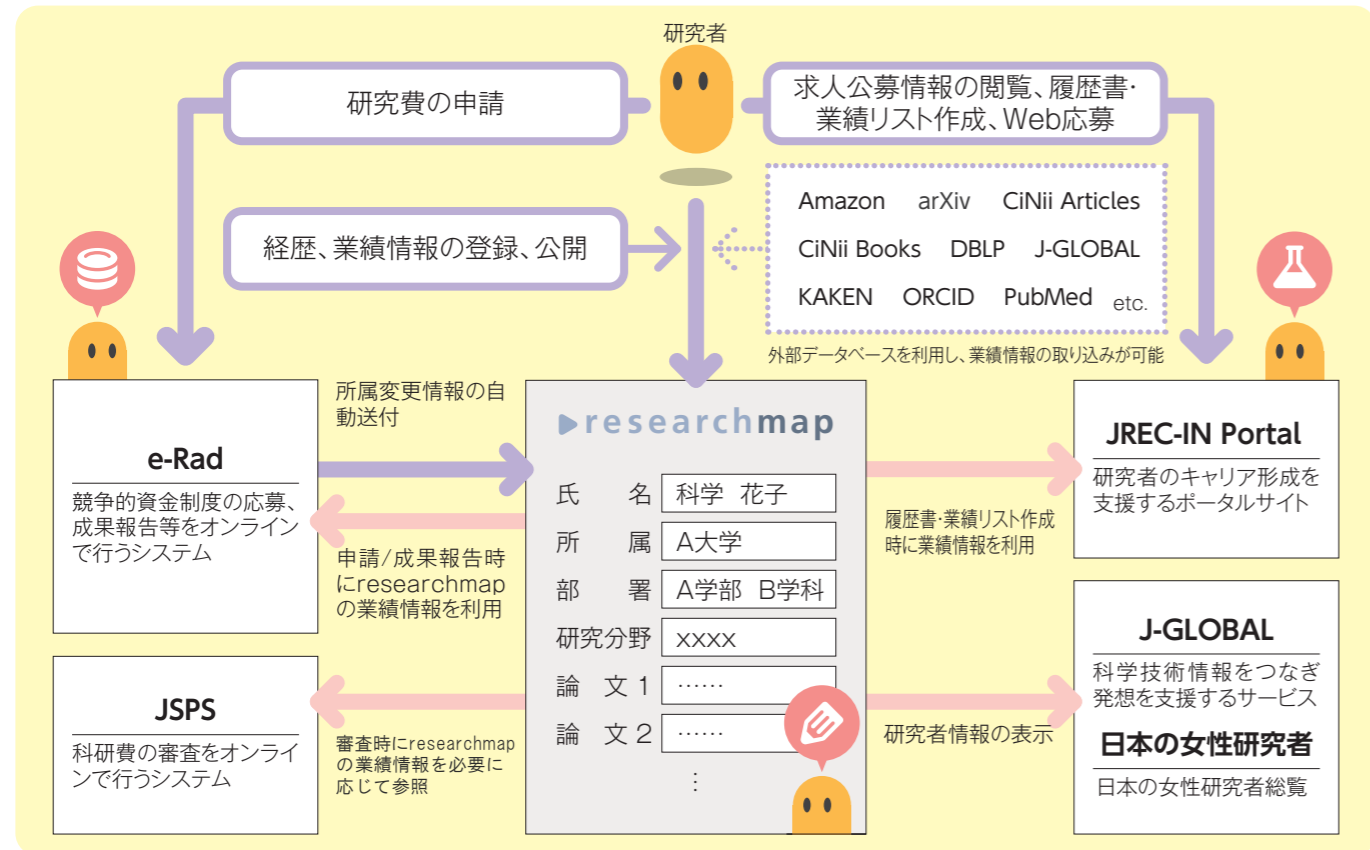 研究者
研究費の申請
求人公募情報の閲覧、履歴書・
業績リスト作成、Web応募
経歴、業績情報の登録、公開
Amazon arXiv CiNii Articles
CiNii Books DBLP J-GLOBAL
KAKEN ORCID PubMed etc.
外部データベースを利用し、業績情報の取り込みが可能
e-Rad
競争的資金制度の応募、
成果報告等をオンライン
で行うシステム
所属変更情報の自
動送付
申請/成果報告時
にresearchmap
の業績情報を利用
JSPS
科研費の審査をオンライ
ンで行うシステム
審査時にresearchmap
の業績情報を必要に
応じて参照
researchmap
氏 名 科学 花子
所 属 A大学
部 署 A学部 B学科
研究分野 xxxx
論 文 1 ……
論 文 2 ……
⋮
履歴書・業績リスト作成
時に業績情報を利用
研究者情報の表示
JREC-IN Portal
研究者のキャリア形成を
支援するポータルサイト
J-GLOBAL
科学技術情報をつなぎ
発想を支援するサービス
日本の女性研究者
日本の女性研究者総覧